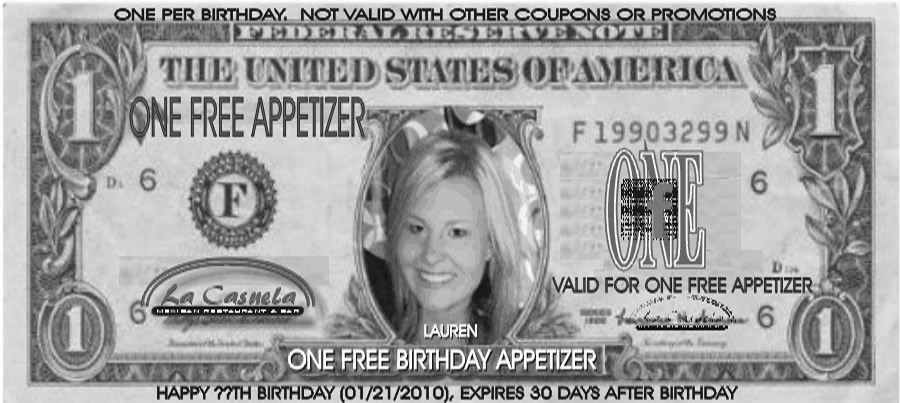 ONE PER BIRTHDAY. NOT VALID WITH OTHER COUPONS OR PROMOTIONS
FEDERAL RESERVE NOTE
THE UNITED STATES OF AMERICA
1
1
ONE FREE APPETIZER
F 19903299 N
ONE
6
6
F
VALID FOR ONE FREE APPETIZER
La Casuela
MEXICAN RESTAURANT & BAR
6
6
1
1
LAUREN
ONE FREE BIRTHDAY APPETIZER
HAPPY ??TH BIRTHDAY (01/21/2010), EXPIRES 30 DAYS AFTER BIRTHDAY